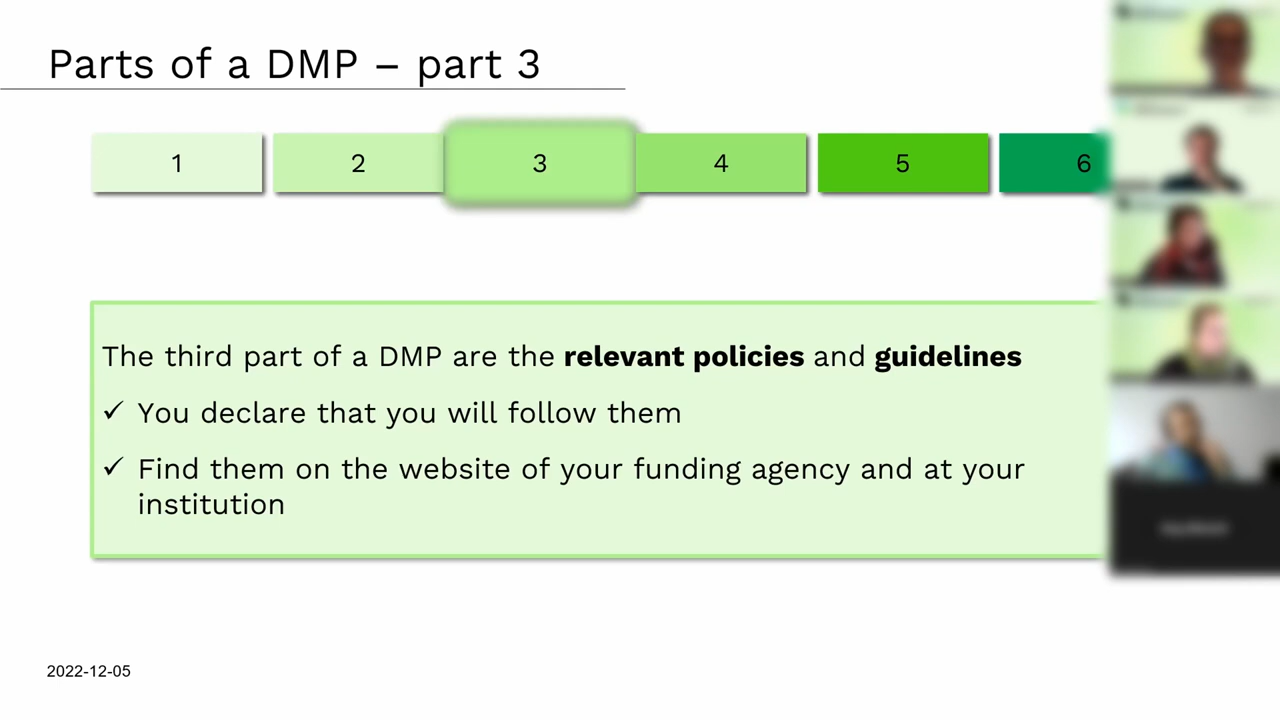 Parts of a DMP – part 3
1 2 3 4 5 6
The third part of a DMP are the relevant policies and guidelines
✓ You declare that you will follow them
✓ Find them on the website of your funding agency and at your
institution
2022-12-05